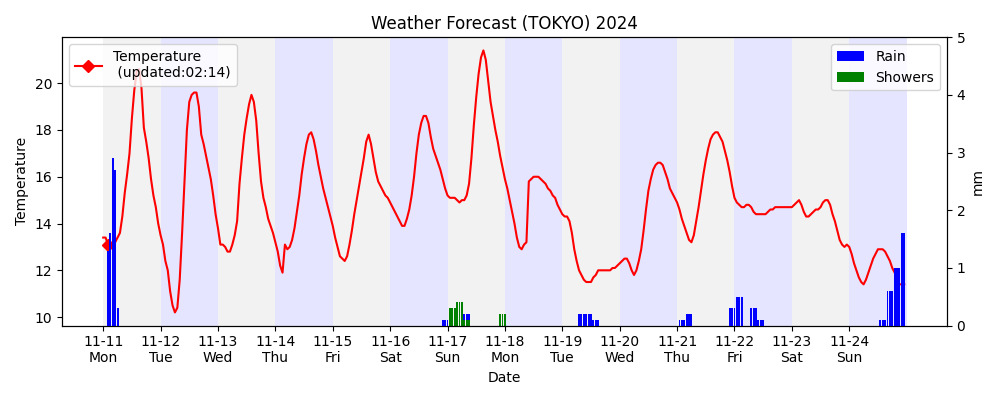 Weather Forecast (TOKYO) 2024
Temperature
(updated:02:14)
Rain
Showers
Temperature
20
18
16
14
12
10
5
4
3
2
1
0
mm
11-11 11-12 11-13 11-14 11-15 11-16 11-17 11-18 11-19 11-20 11-21 11-22 11-23 11-24
Mon Tue Wed Thu Fri Sat Sun Mon Tue Wed Thu Fri Sat Sun
Date